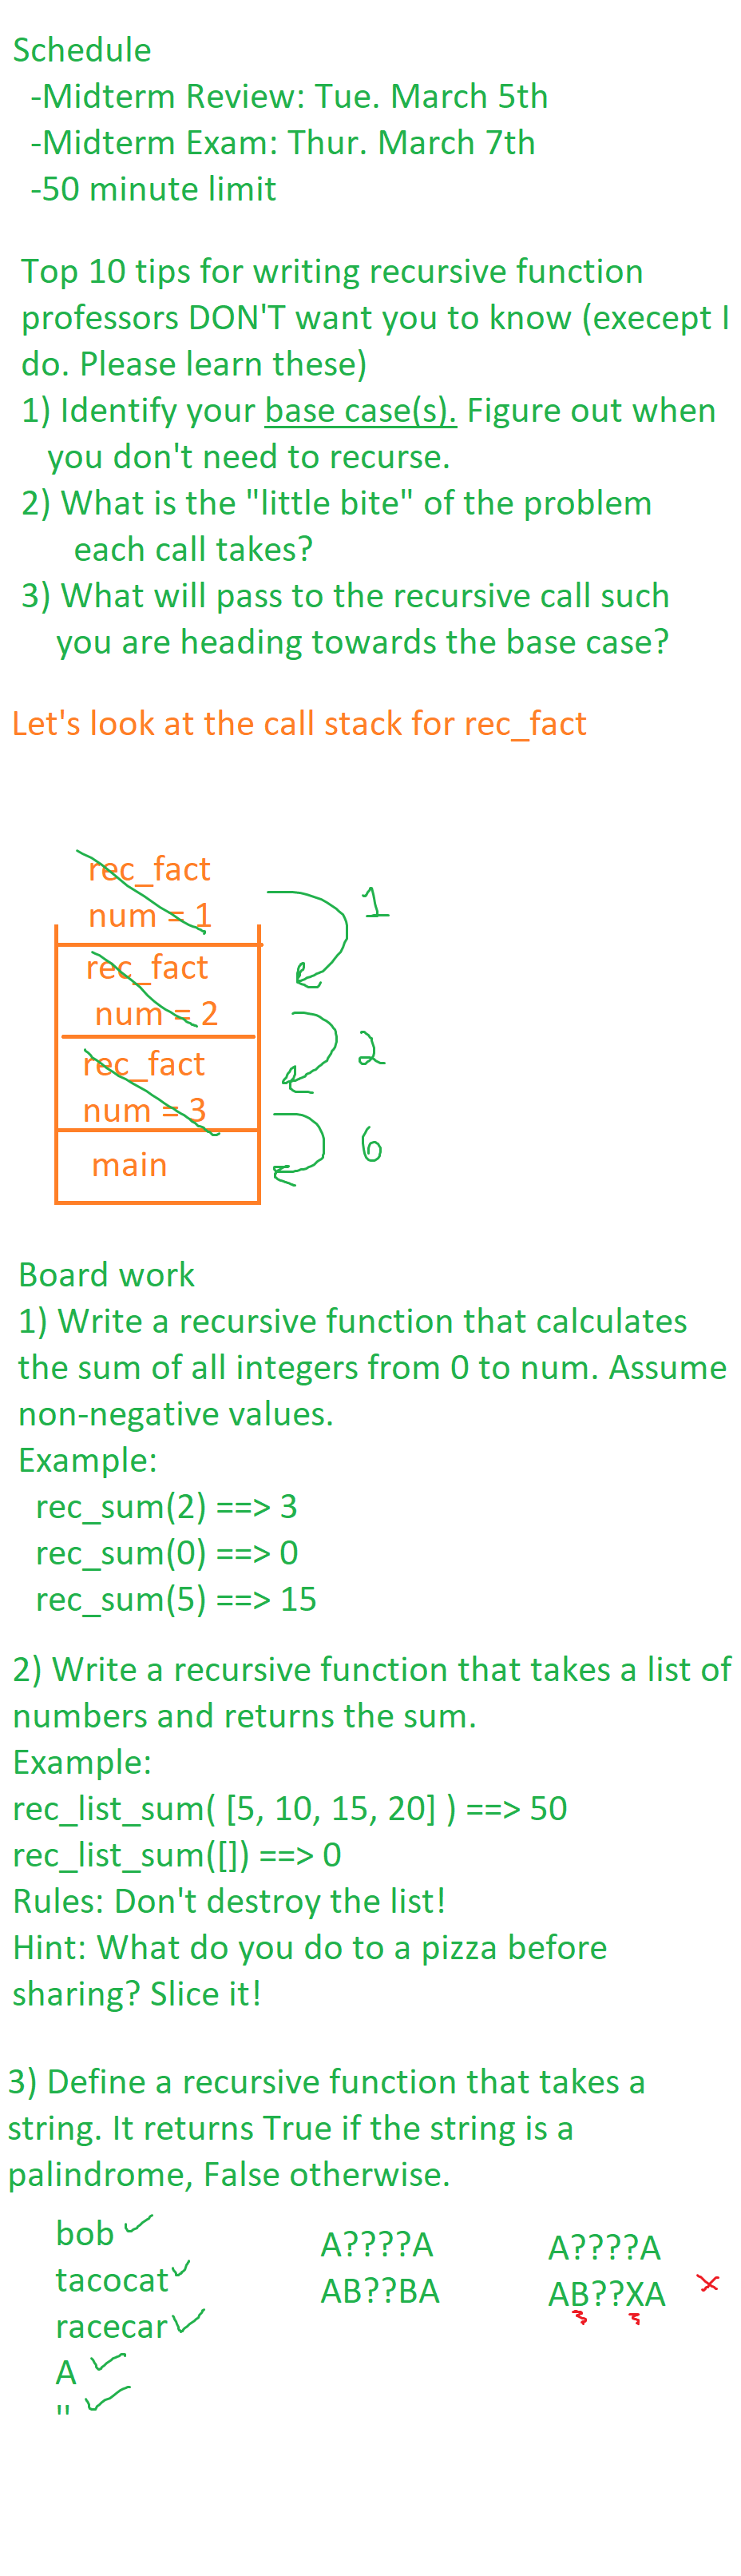 Schedule
-Midterm Review: Tue. March 5th
-Midterm Exam: Thur. March 7th
-50 minute limit
Top 10 tips for writing recursive function
professors DON'T want you to know (execept I
do. Please learn these)
1) Identify your base case(s). Figure out when
you don't need to recurse.
2) What is the "little bite" of the problem
each call takes?
3) What will pass to the recursive call such
you are heading towards the base case?
Let's look at the call stack for rec_fact
rec_fact
num = 1
1
rec_fact
num = 2
2
rec_fact
num = 3
6
main
Board work
1) Write a recursive function that calculates
the sum of all integers from 0 to num. Assume
non-negative values.
Example:
rec_sum(2) ==> 3
rec_sum(0) ==> 0
rec_sum(5) ==> 15
2) Write a recursive function that takes a list of
numbers and returns the sum.
Example:
rec_list_sum( [5, 10, 15, 20] ) ==> 50
rec_list_sum([]) ==> 0
Rules: Don't destroy the list!
Hint: What do you do to a pizza before
sharing? Slice it!
3) Define a recursive function that takes a
string. It returns True if the string is a
palindrome, False otherwise.
bob
tacocat
racecar
A
''
A????A
AB??BA
A????A
AB??XA